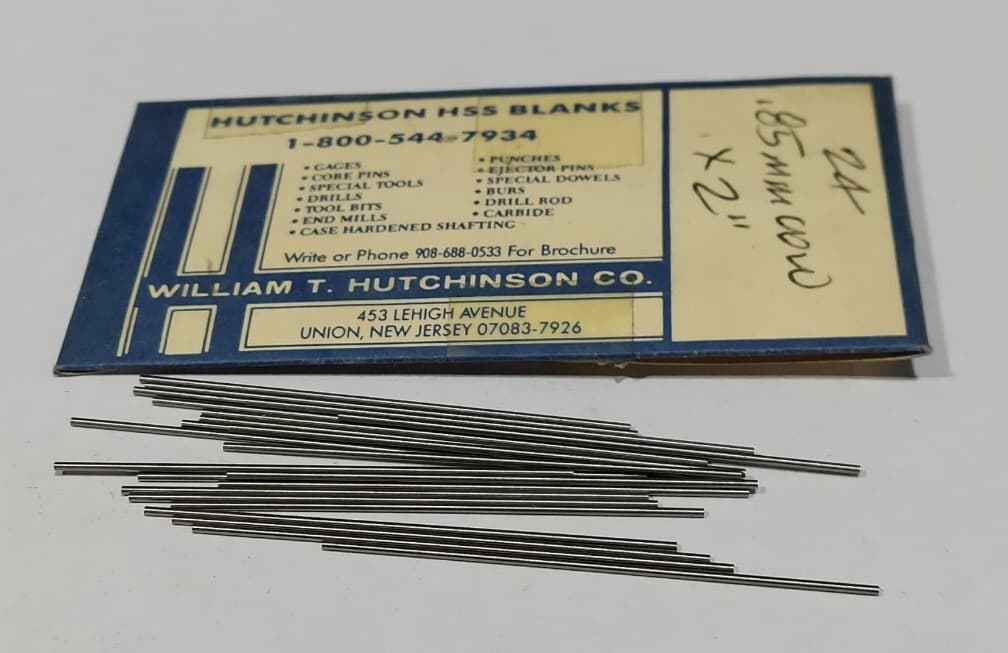 HUTCHINSON HSS BLANKS
1-800-544-7934
• GAGES
• CORE PINS
• SPECIAL TOOLS
• DRILLS
• TOOL BITS
• END MILLS
• CASE HARDENED SHAFTING
• PUNCHES
• EJECTOR PINS
• SPECIAL DOWELS
• BURS
• DRILL ROD
• CARBIDE
Write or Phone 908-688-0533 For Brochure
WILLIAM T. HUTCHINSON CO.
453 LEHIGH AVENUE
UNION, NEW JERSEY 07083-7926
24
.85MM
X 2"